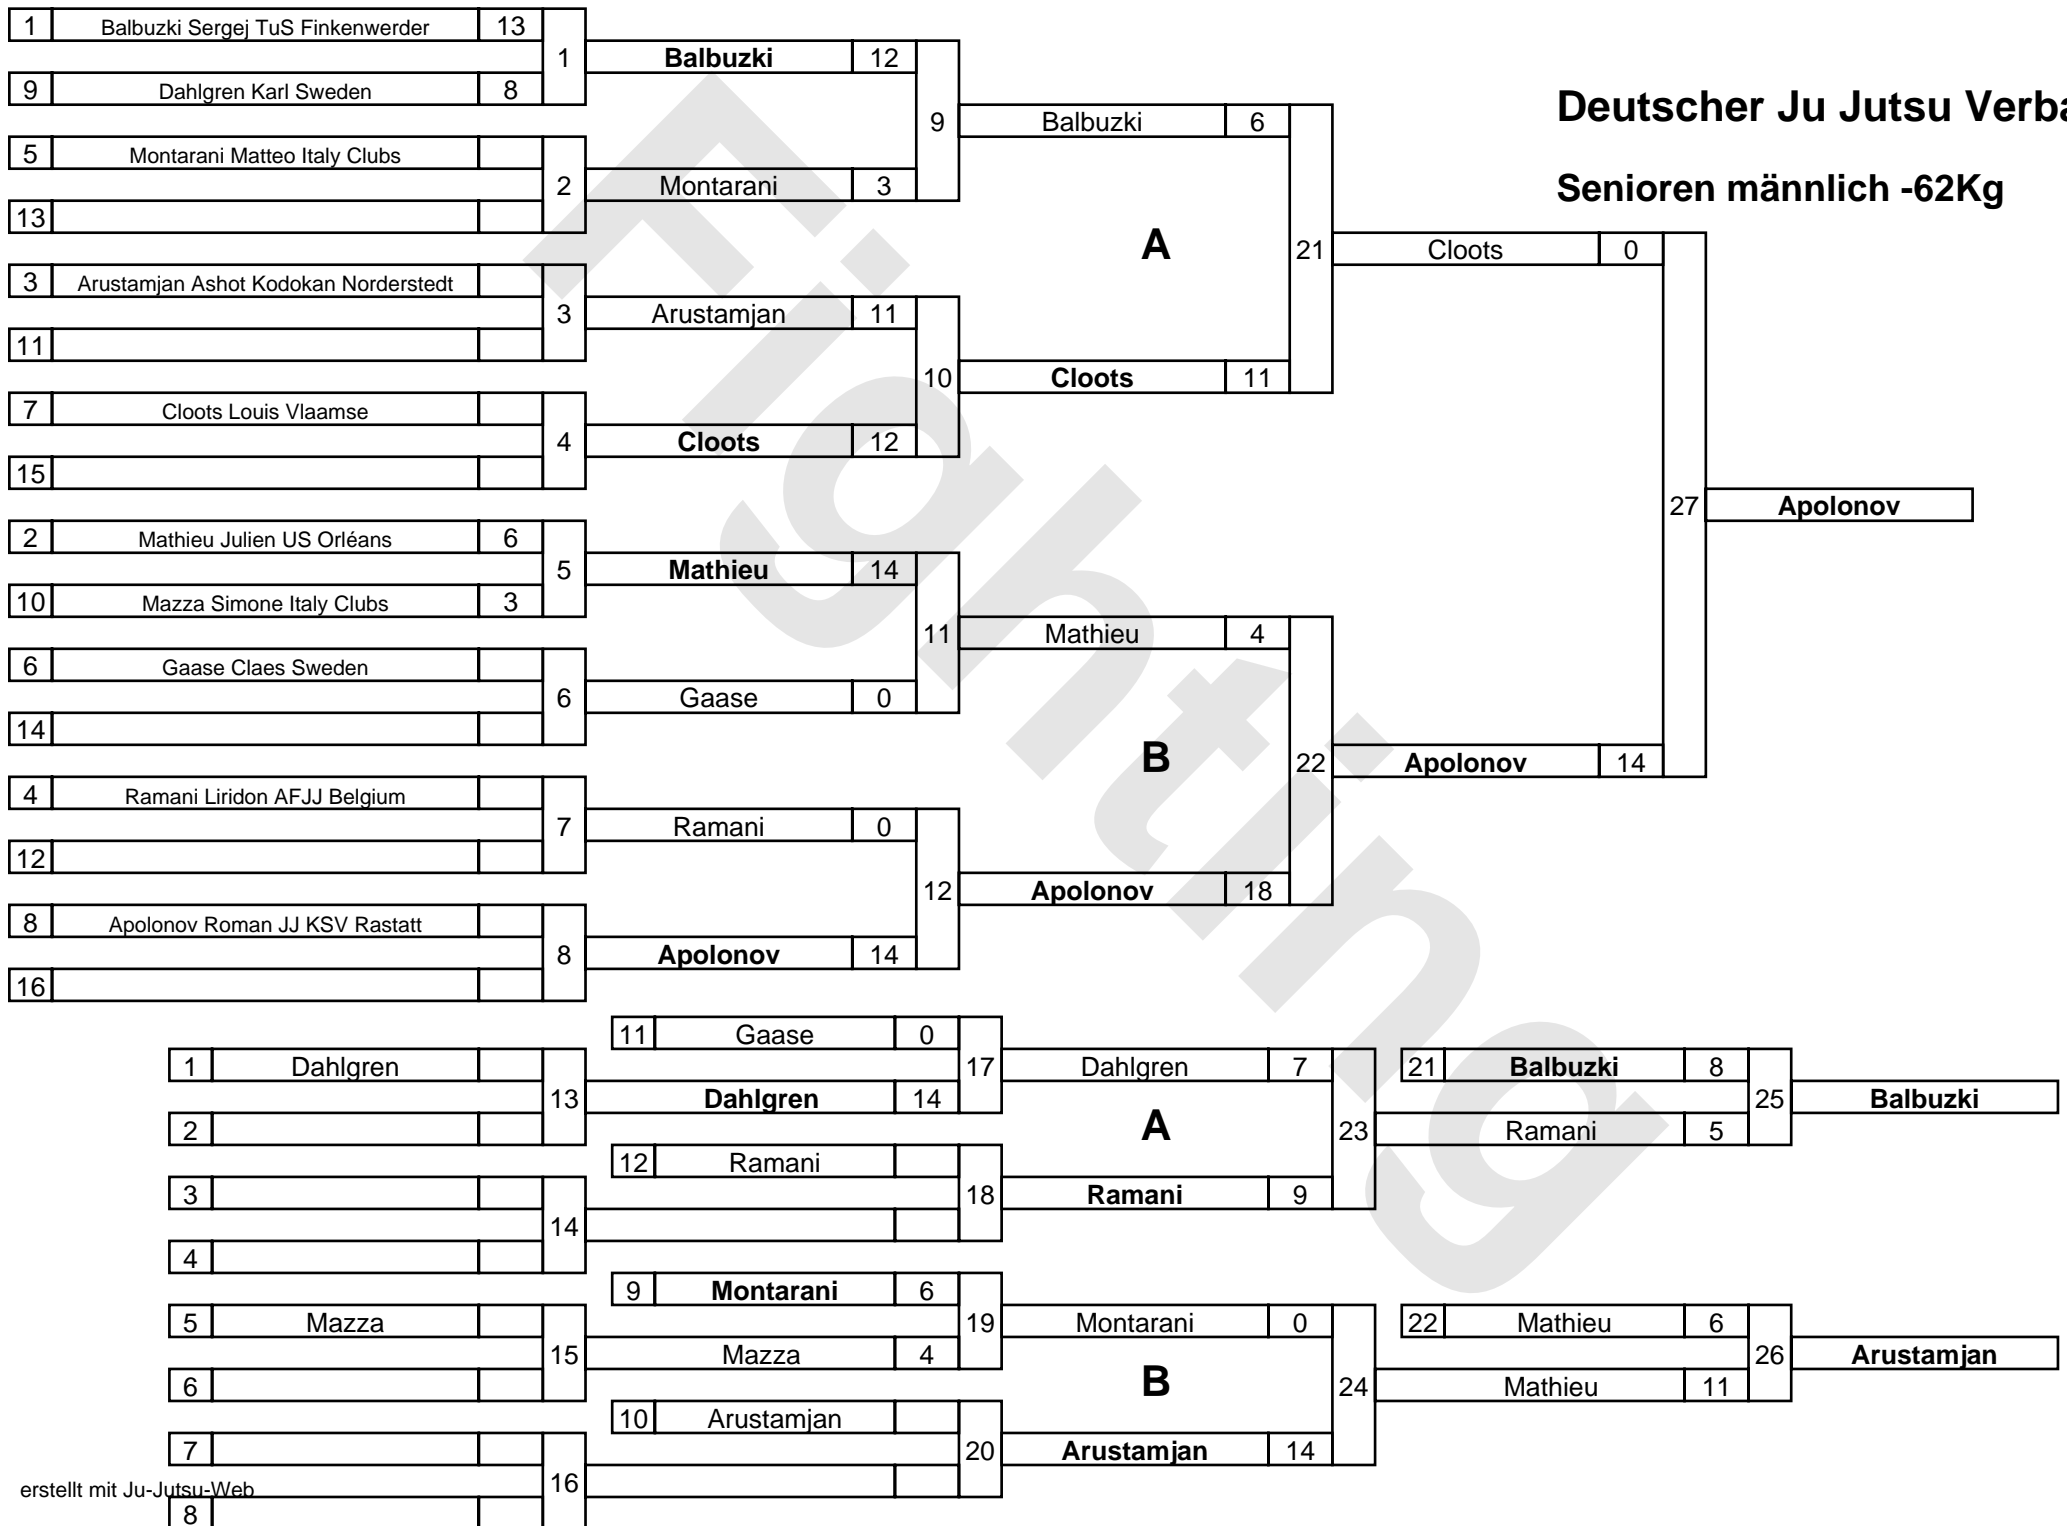 Deutscher Ju Jutsu Verba
Senioren männlich -62Kg
1 Balbuzki Sergej TuS Finkenwerder 13
9 Dahlgren Karl Sweden 8
5 Montarani Matteo Italy Clubs
13
3 Arustamjan Ashot Kodokan Norderstedt
11
7 Cloots Louis Vlaamse
15
2 Mathieu Julien US Orléans 6
10 Mazza Simone Italy Clubs 3
6 Gaase Claes Sweden
14
4 Ramani Liridon AFJJ Belgium
12
8 Apolonov Roman JJ KSV Rastatt
16
1 Balbuzki 12
2 Montarani 3
3 Arustamjan 11
4 Cloots 12
5 Mathieu 14
6 Gaase 0
7 Ramani 0
8 Apolonov 14
9 Balbuzki 6
A
10 Cloots 11
11 Mathieu 4
B
12 Apolonov 18
21 Cloots 0
22 Apolonov 14
27 Apolonov
Fighting
1 Dahlgren
2
3
4
5 Mazza
6
7
8
11 Gaase 0
13 Dahlgren 14
12 Ramani
14
9 Montarani 6
15 Mazza 4
10 Arustamjan
16
17 Dahlgren 7
A
18 Ramani 9
19 Montarani 0
B
20 Arustamjan 14
21 Balbuzki 8
23 Ramani 5
22 Mathieu 6
24 Mathieu 11
25 Balbuzki
26 Arustamjan
erstellt mit Ju-Jutsu-Web